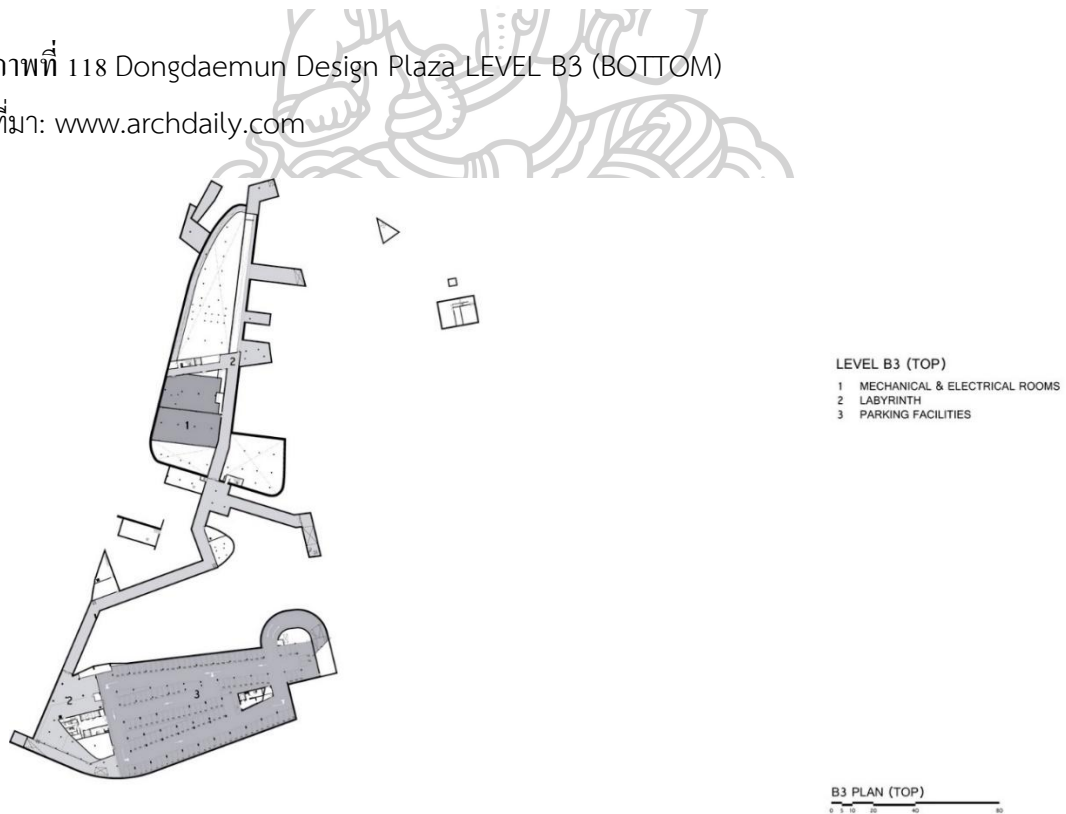 าพที่ 118 Dongdaemun Design Plaza LEVEL B3 (BOTTOM)
ที่มา: www.archdaily.com
2
1
2
3
LEVEL B3 (TOP)
1 MECHANICAL & ELECTRICAL ROOMS
2 LABYRINTH
3 PARKING FACILITIES
B3 PLAN (TOP)
0 5 10 20 40 80